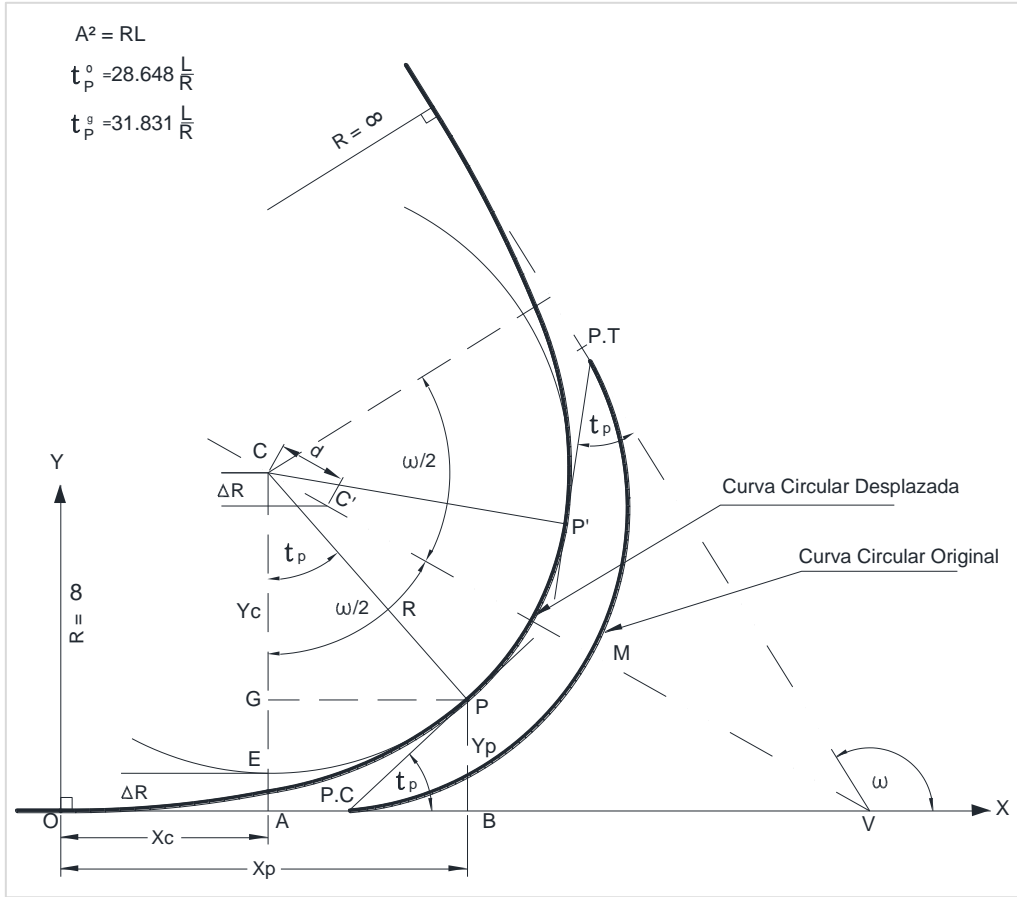 A² = RL
t°P =28.648 L/R
tgP =31.831 L/R
R = ∞
P.T
tP
Y
C
d
ω/2
ΔR
C'
Curva Circular Desplazada
P'
Curva Circular Original
tP
R = 8
Yc
ω/2
R
M
G
P
E
Yp
ΔR
P.C
tP
ω
O
A
B
V
X
Xc
Xp